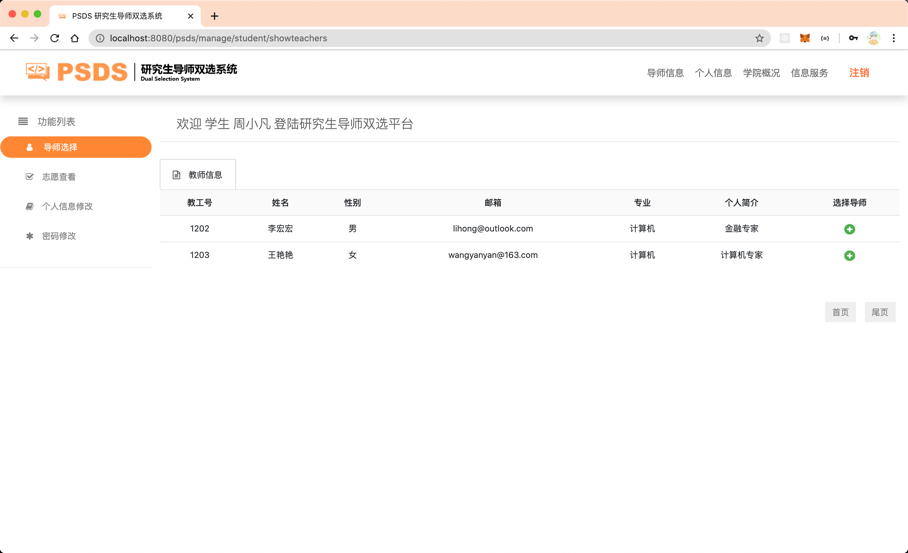 PSDS 研究生导师双选系统
localhost:8080/psds/manage/student/showteachers
PSDS 研究生导师双选系统
Dual Selection System
导师信息 个人信息 学院概况 信息服务 注销
功能列表
导师选择
志愿查看
个人信息修改
密码修改
欢迎 学生 周小凡 登陆研究生导师双选平台
教师信息
教工号 姓名 性别 邮箱 专业 个人简介 选择导师
1202 李宏宏 男 lihong@outlook.com 计算机 金融专家
1203 王艳艳 女 wangyanyan@163.com 计算机 计算机专家
首页 尾页